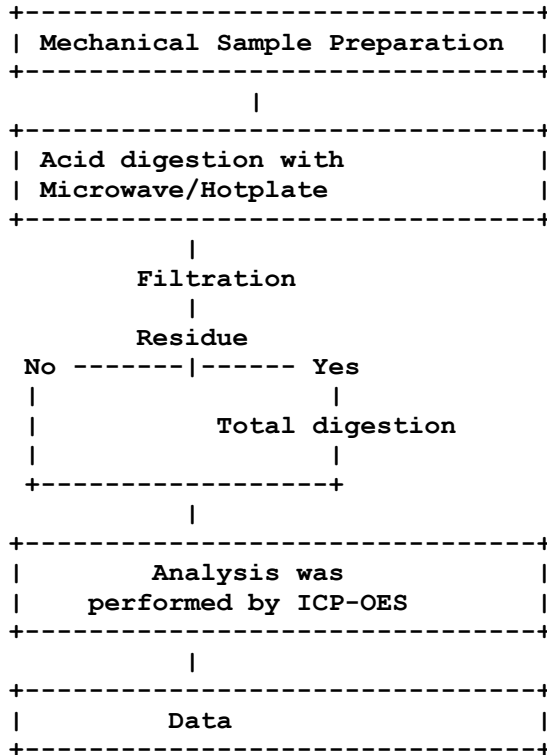 Mechanical Sample Preparation
Acid digestion with
Microwave/Hotplate
Filtration
Residue
No Yes
Total digestion
Analysis was
performed by ICP-OES
Data